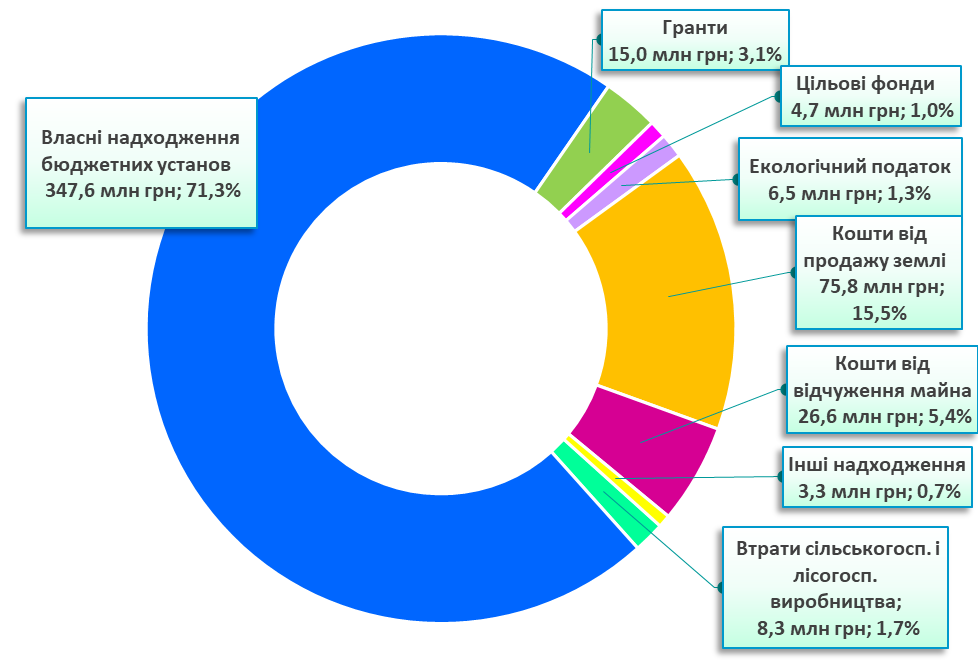 Гранти
15,0 млн грн; 3,1%
Цільові фонди
4,7 млн грн; 1,0%
Власні надходження
бюджетних установ
347,6 млн грн; 71,3%
Екологічний податок
6,5 млн грн; 1,3%
Кошти від
продажу землі
75,8 млн грн;
15,5%
Кошти від
відчуження майна
26,6 млн грн; 5,4%
Інші надходження
3,3 млн грн; 0,7%
Втрати сільськогосп. і
лісогосп.
виробництва;
8,3 млн грн; 1,7%